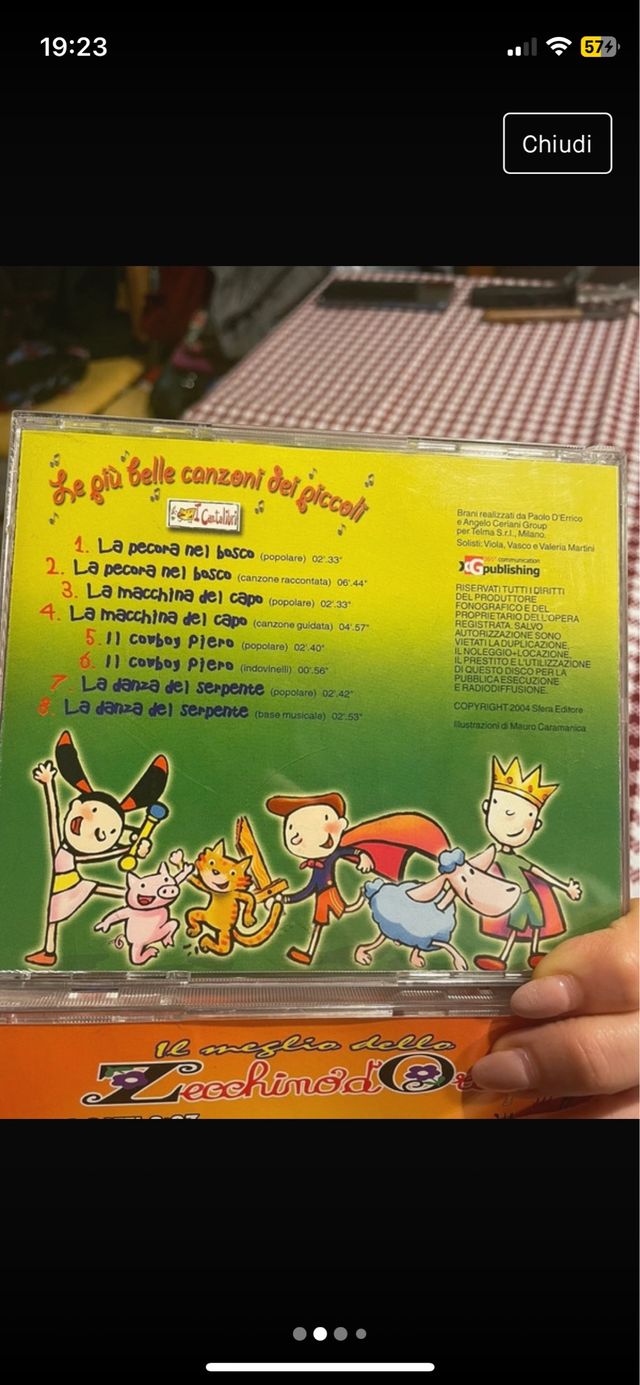 19:23
57
Chiudi
Le più belle canzoni dei piccoli
I Cantalibri
1. La pecora nel bosco (popolare) 02'.33"
2. La pecora nel bosco (canzone raccontata) 06'.44"
3. La macchina del capo (popolare) 02'.33"
4. La macchina del capo (canzone guidata) 04'.57"
5. Il cowboy Piero (popolare) 02'.40"
6. Il cowboy Piero (indovinelli) 00'.56"
7. La danza del serpente (popolare) 02'.42"
8. La danza del serpente (base musicale) 02'.53"
Brani realizzati da Paolo D'Errico
e Angelo Ceriani Group
per Telma S.r.l., Milano.
Solisti: Viola, Vasco e Valeria Martini
communication
publishing
RISERVATI TUTTI I DIRITTI
DEL PRODUTTORE
FONOGRAFICO E DEL
PROPRIETARIO DELL'OPERA
REGISTRATA. SALVO
AUTORIZZAZIONE SONO
VIETATI LA DUPLICAZIONE,
IL NOLEGGIO+LOCAZIONE,
IL PRESTITO E L'UTILIZZAZIONE
DI QUESTO DISCO PER LA
PUBBLICA ESECUZIONE
E RADIODIFFUSIONE.
COPYRIGHT 2004 Sfera Editore
Illustrazioni di Mauro Caramanica
Il meglio dello
Zecchino d'O